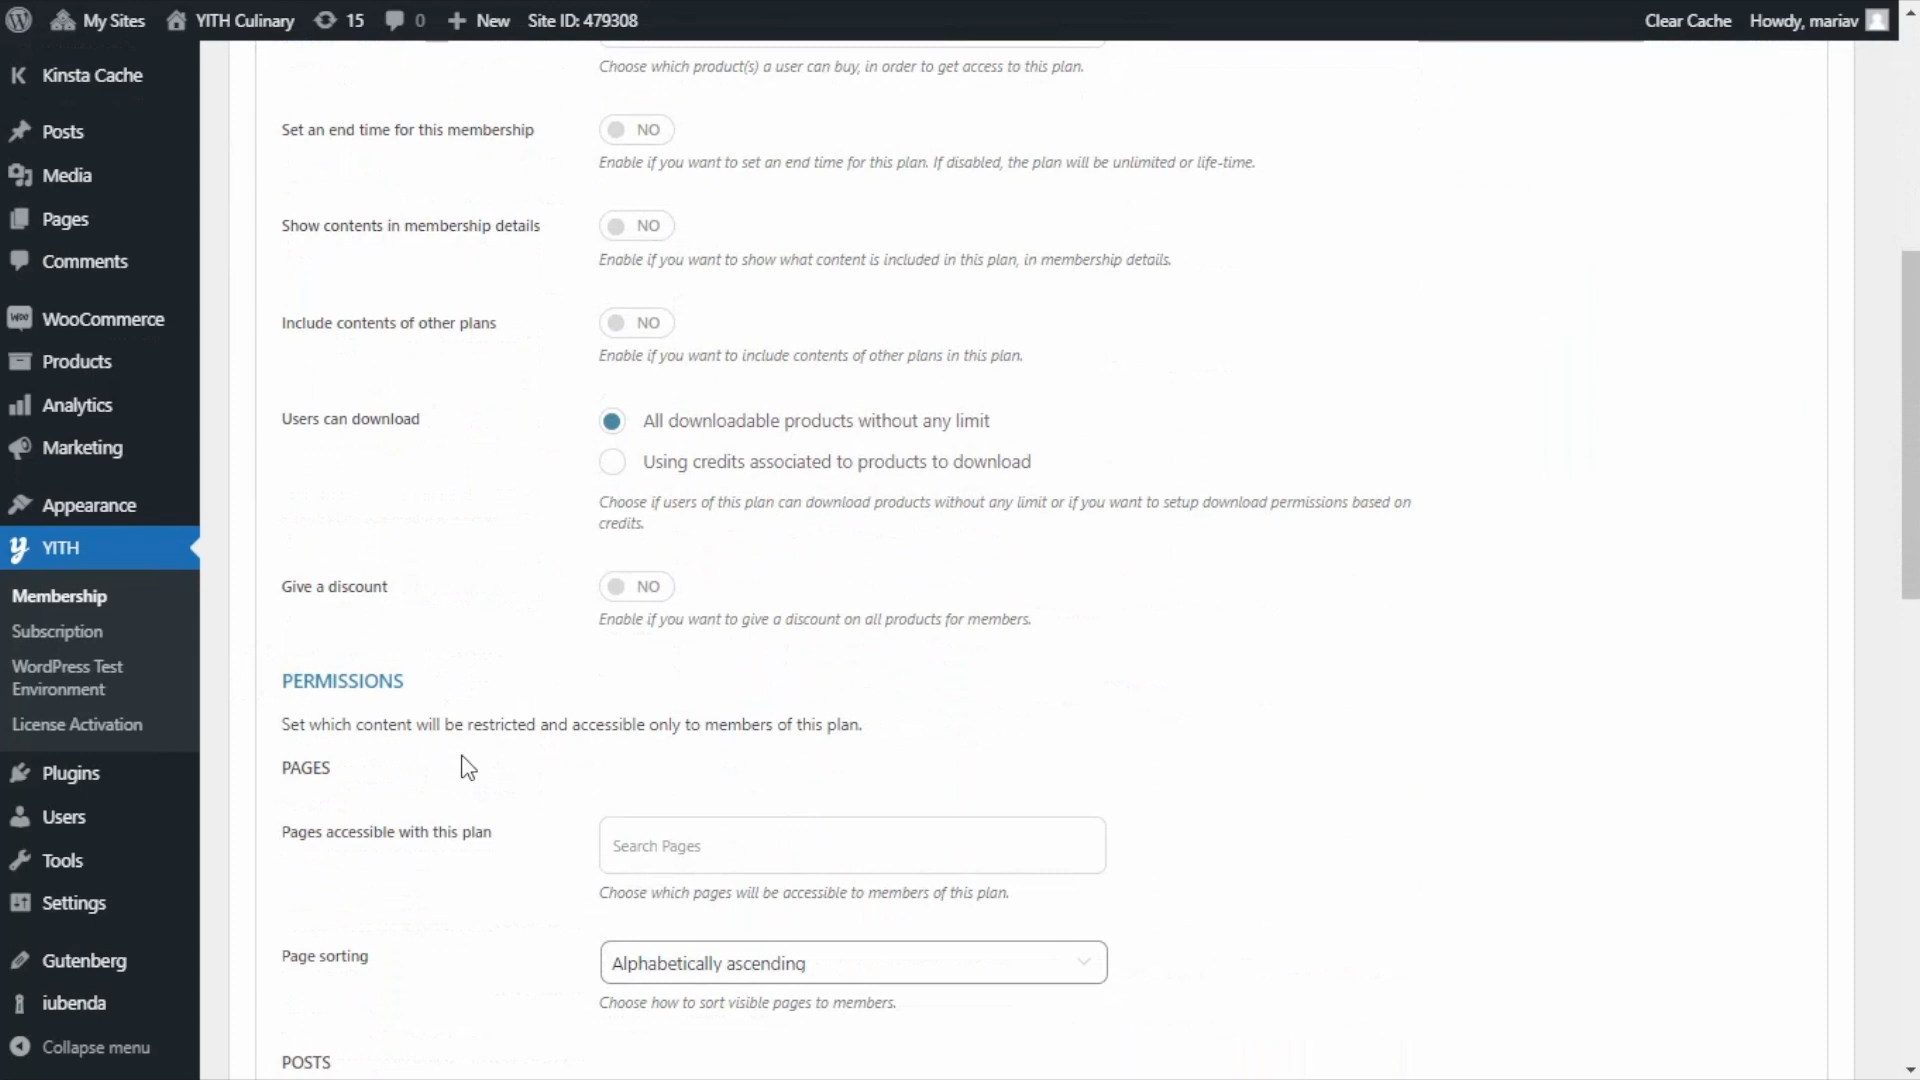 My Sites
YITH Culinary
15
0
New
Site ID: 479308
Clear Cache
Howdy, mariav
Kinsta Cache
Posts
Media
Pages
Comments
WooCommerce
Products
Analytics
Marketing
Appearance
YITH
Membership
Subscription
WordPress Test
Environment
License Activation
Plugins
Users
Tools
Settings
Gutenberg
iubenda
Collapse menu
Choose which product(s) a user can buy, in order to get access to this plan.
Set an end time for this membership
NO
Enable if you want to set an end time for this plan. If disabled, the plan will be unlimited or life-time.
Show contents in membership details
NO
Enable if you want to show what content is included in this plan, in membership details.
Include contents of other plans
NO
Enable if you want to include contents of other plans in this plan.
Users can download
All downloadable products without any limit
Using credits associated to products to download
Choose if users of this plan can download products without any limit or if you want to setup download permissions based on
credits.
Give a discount
NO
Enable if you want to give a discount on all products for members.
PERMISSIONS
Set which content will be restricted and accessible only to members of this plan.
PAGES
Pages accessible with this plan
Search Pages
Choose which pages will be accessible to members of this plan.
Page sorting
Alphabetically ascending
Choose how to sort visible pages to members.
POSTS